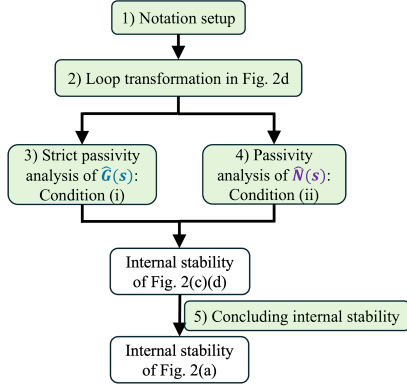 1) Notation setup
2) Loop transformation in Fig. 2d
3) Strict passivity
analysis of Ĝ(s):
Condition (i)
4) Passivity
analysis of N̂(s):
Condition (ii)
Internal stability
of Fig. 2(c)(d)
5) Concluding internal stability
Internal stability
of Fig. 2(a)